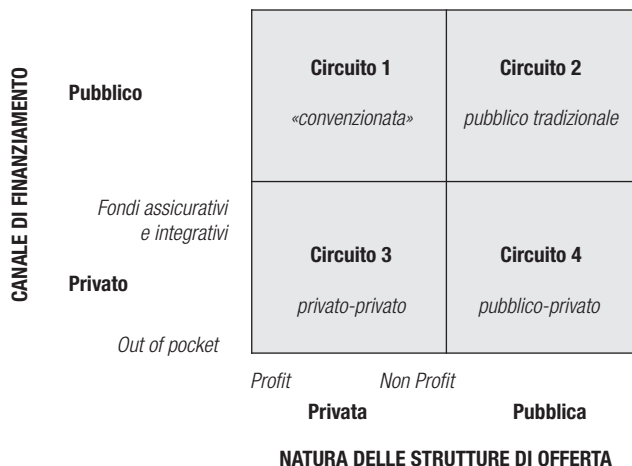 CANALE DI FINANZIAMENTO
Pubblico
Circuito 1
Circuito 2
«convenzionata»
pubblico tradizionale
Fondi assicurativi
e integrativi
Privato
Circuito 3
Circuito 4
privato-privato
pubblico-privato
Out of pocket
Profit
Non Profit
Privata
Pubblica
NATURA DELLE STRUTTURE DI OFFERTA